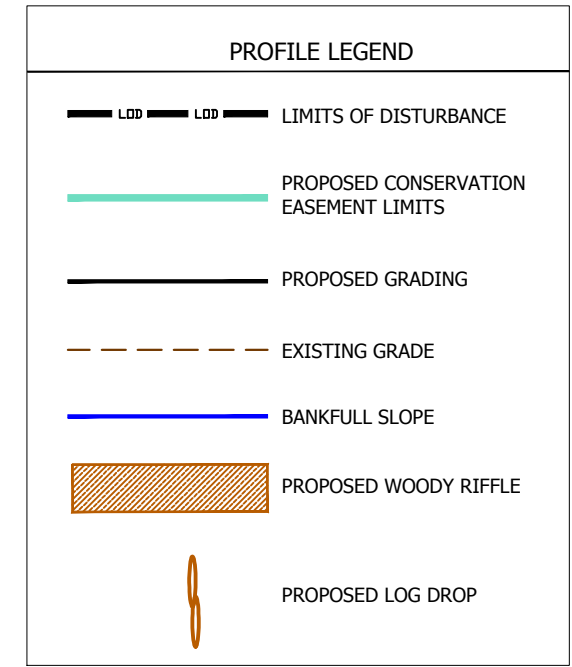 PROFILE LEGEND
LOD LOD LIMITS OF DISTURBANCE
PROPOSED CONSERVATION
EASEMENT LIMITS
PROPOSED GRADING
EXISTING GRADE
BANKFULL SLOPE
PROPOSED WOODY RIFFLE
PROPOSED LOG DROP